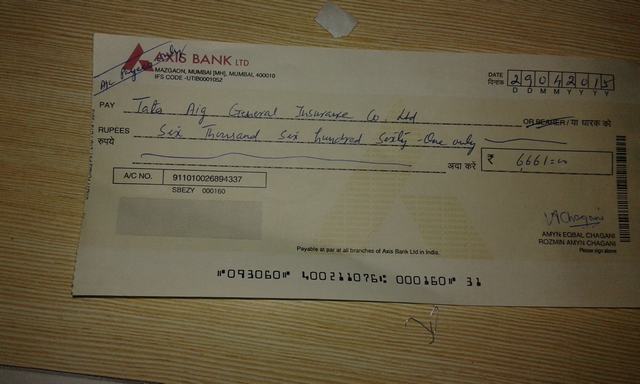 A/c Payee only
AXIS BANK LTD
MAZGAON, MUMBAI [MH], MUMBAI, 400010
IFS CODE -UTIB0001052
DATE दिनांक 29042015
D D M M Y Y Y Y
PAY Tata Aig General Insurance Co. Ltd OR BEARER / या धारक को
RUPEES रुपये Six Thousand Six hundred Sixty-One only
अदा करें ₹ 6,661=00
A/C NO. 911010026894337
SBEZY 000160
AChagani
AMYN EQBAL CHAGANI
ROZMIN AMYN CHAGANI
Please sign above
Payable at par at all branches of Axis Bank Ltd in India.
⑈093060⑈ 400211076⑆ 000160⑈ 31